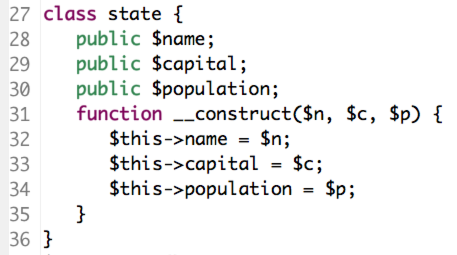 27 class state {
28 public $name;
29 public $capital;
30 public $population;
31 function __construct($n, $c, $p) {
32 $this->name = $n;
33 $this->capital = $c;
34 $this->population = $p;
35 }
36 }